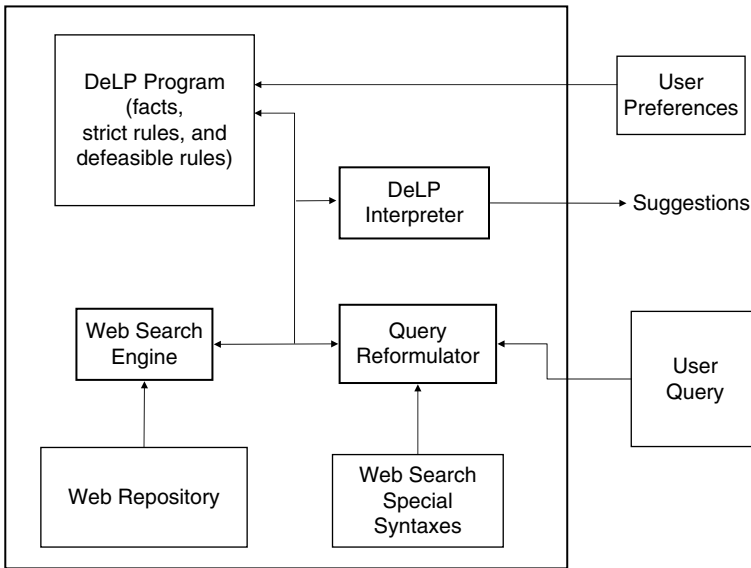 DeLP Program
(facts,
strict rules, and
defeasible rules)
User
Preferences
DeLP
Interpreter
Suggestions
Web Search
Engine
Query
Reformulator
User
Query
Web Repository
Web Search
Special
Syntaxes